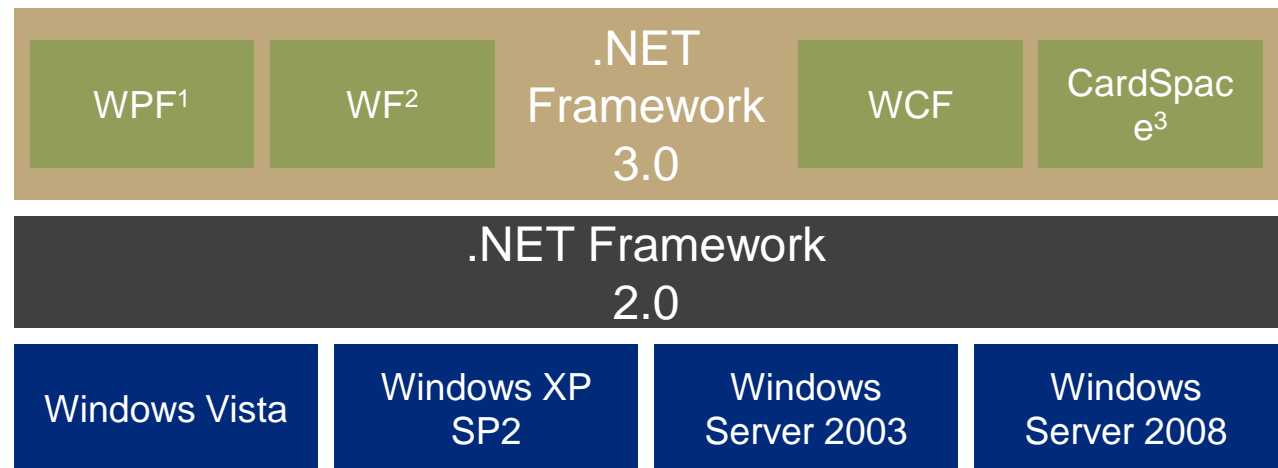 WPF¹
WF²
.NET
Framework
3.0
WCF
CardSpac
e³
.NET Framework
2.0
Windows Vista
Windows XP
SP2
Windows
Server 2003
Windows
Server 2008